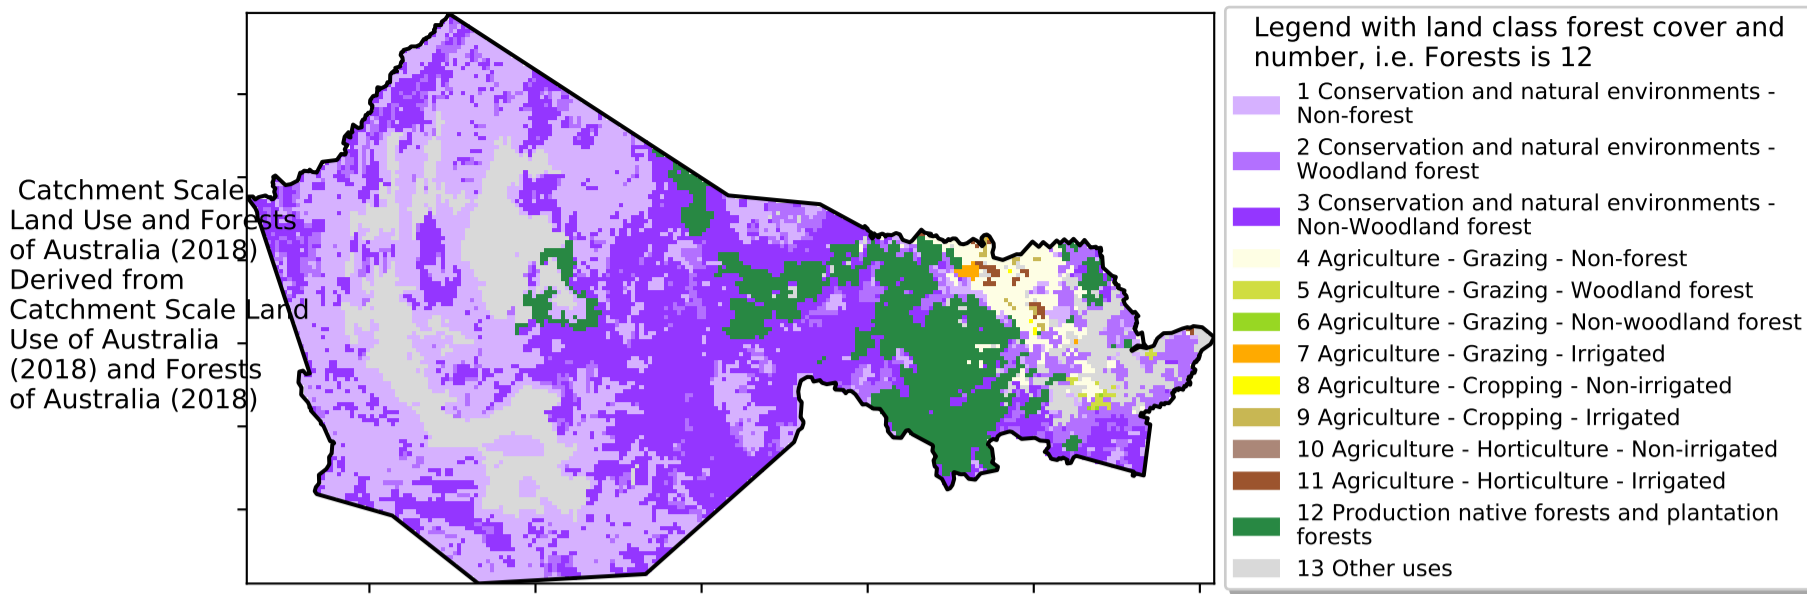 Catchment Scale
Land Use and Forests
of Australia (2018)
Derived from
Catchment Scale Land
Use of Australia
(2018) and Forests
of Australia (2018)
Legend with land class forest cover and
number, i.e. Forests is 12
1 Conservation and natural environments -
Non-forest
2 Conservation and natural environments -
Woodland forest
3 Conservation and natural environments -
Non-Woodland forest
4 Agriculture - Grazing - Non-forest
5 Agriculture - Grazing - Woodland forest
6 Agriculture - Grazing - Non-woodland forest
7 Agriculture - Grazing - Irrigated
8 Agriculture - Cropping - Non-irrigated
9 Agriculture - Cropping - Irrigated
10 Agriculture - Horticulture - Non-irrigated
11 Agriculture - Horticulture - Irrigated
12 Production native forests and plantation
forests
13 Other uses